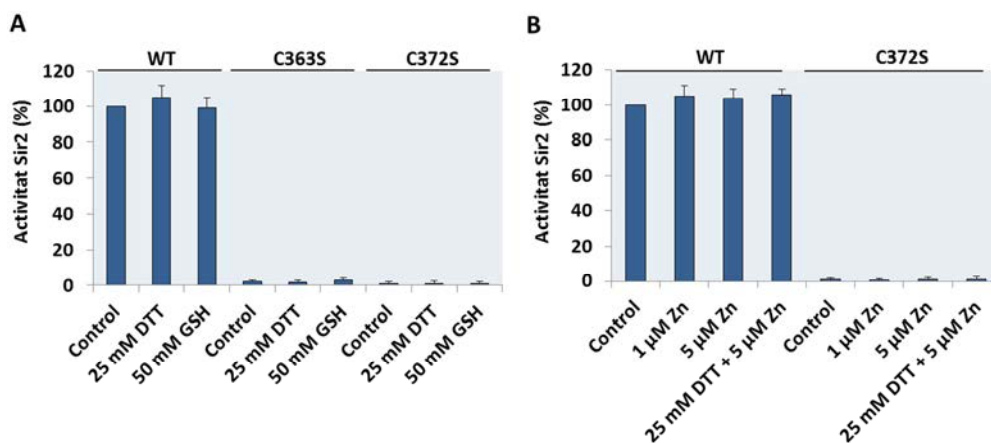 A
WT C363S C372S
Activitat Sir2 (%)
120
100
80
60
40
20
0
Control
25 mM DTT
50 mM GSH
Control
25 mM DTT
50 mM GSH
Control
25 mM DTT
50 mM GSH
B
WT C372S
Activitat Sir2 (%)
120
100
80
60
40
20
0
Control
1 µM Zn
5 µM Zn
25 mM DTT + 5 µM Zn
Control
1 µM Zn
5 µM Zn
25 mM DTT + 5 µM Zn